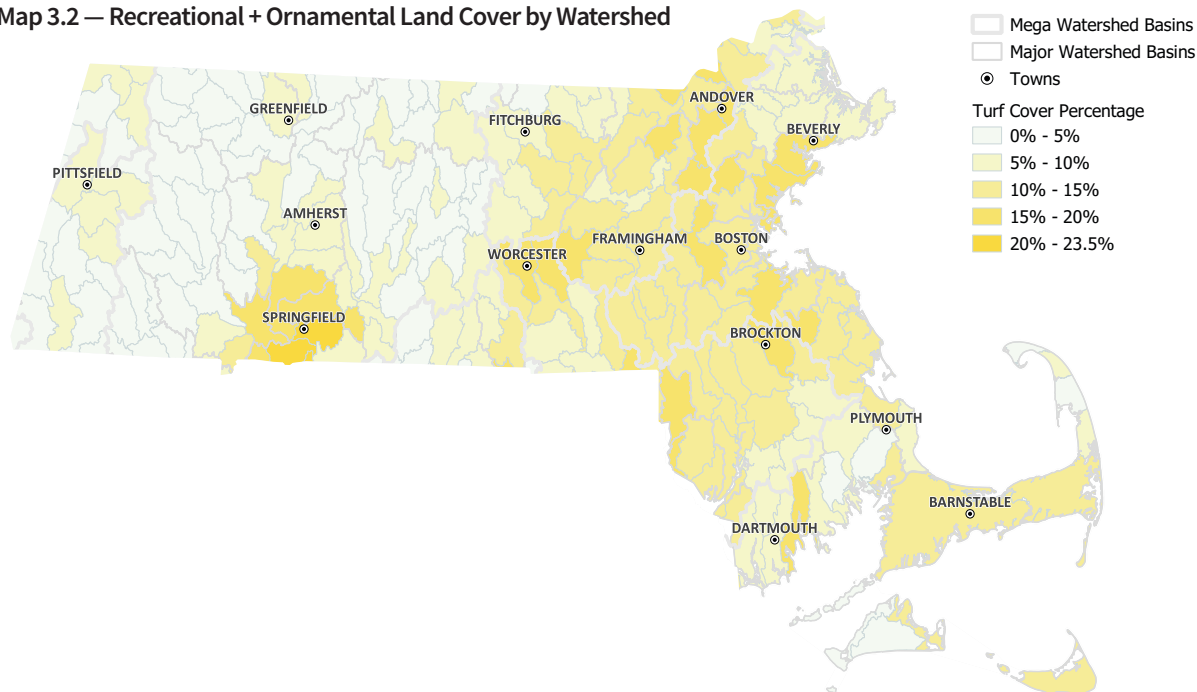 Map 3.2 — Recreational + Ornamental Land Cover by Watershed
Mega Watershed Basins
Major Watershed Basins
Towns
Turf Cover Percentage
0% - 5%
5% - 10%
10% - 15%
15% - 20%
20% - 23.5%
ANDOVER
GREENFIELD
FITCHBURG
BEVERLY
PITTSFIELD
AMHERST
FRAMINGHAM
BOSTON
WORCESTER
SPRINGFIELD
BROCKTON
PLYMOUTH
BARNSTABLE
DARTMOUTH